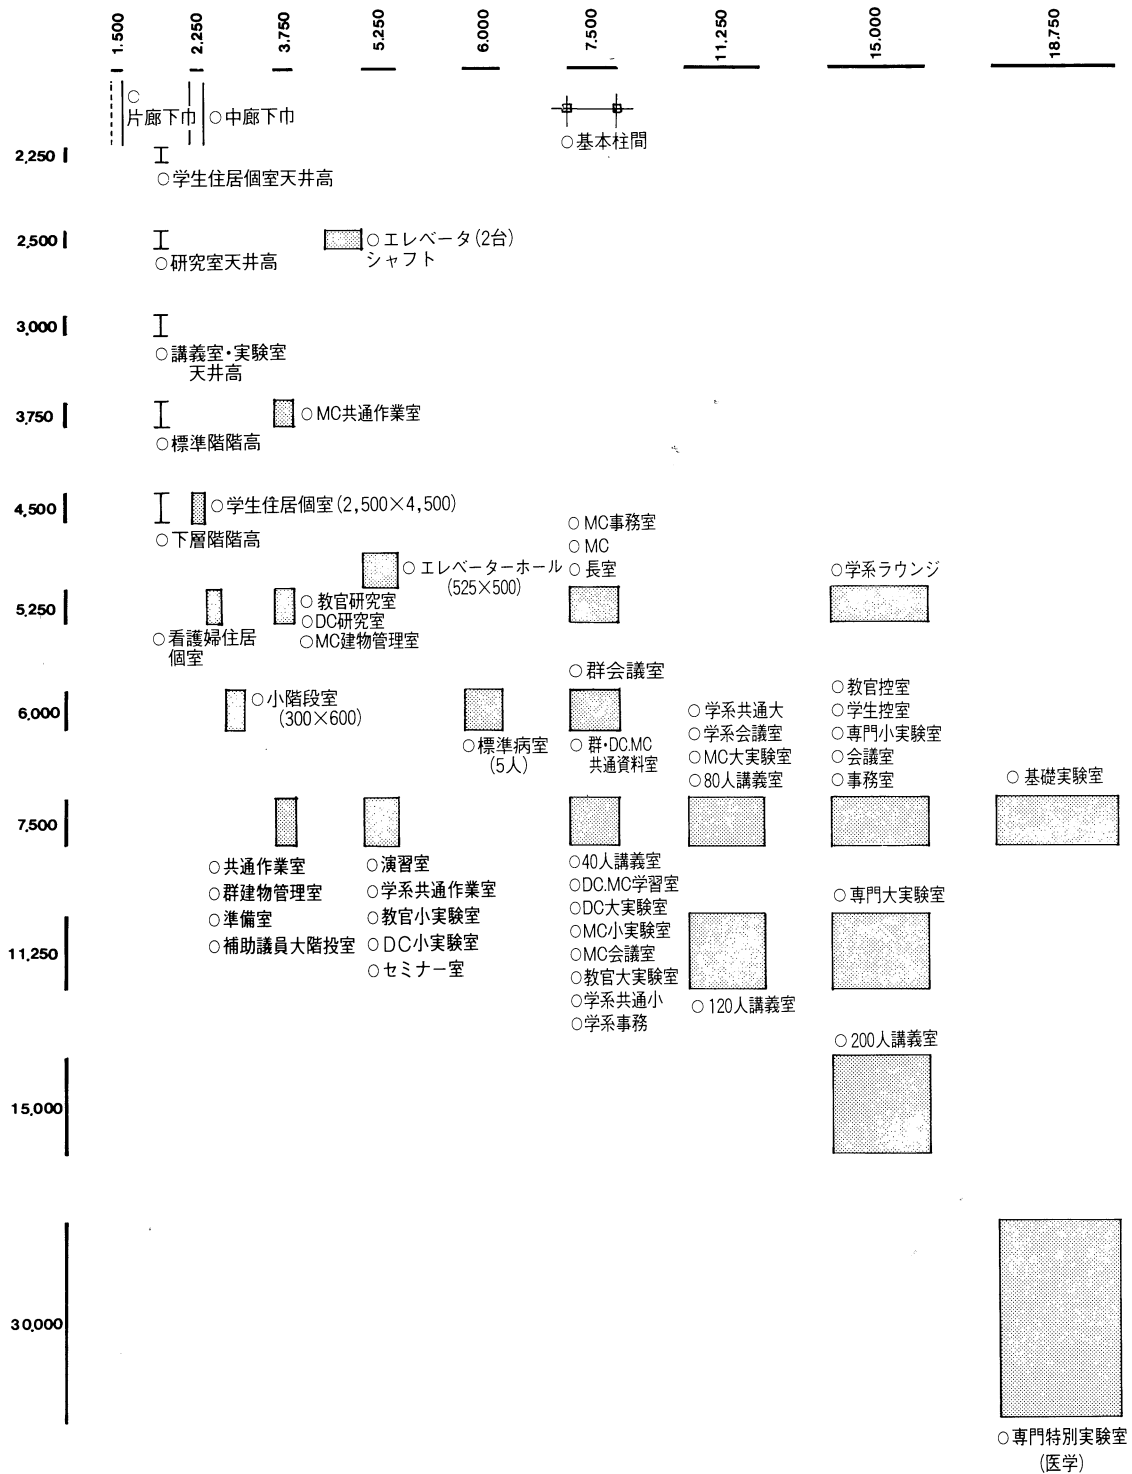 1.500
2.250
3.750
5.250
6.000
7.500
11.250
15.000
18.750
○
片廊下巾
○中廊下巾
○基本柱間
2,250
○学生住居個室天井高
2,500
○エレベータ(2台)
シャフト
○研究室天井高
3,000
○講義室・実験室
天井高
3,750
○MC共通作業室
○標準階階高
4,500
○学生住居個室(2,500×4,500)
○下層階階高
○エレベーターホール
(525×500)
○MC事務室
○MC
○長室
○学系ラウンジ
5,250
○教官研究室
○DC研究室
○MC建物管理室
○看護婦住居
個室
6,000
○小階段室
(300×600)
○標準病室
(5人)
○群会議室
○群・DC.MC
共通資料室
○学系共通大
○学系会議室
○MC大実験室
○80人講義室
○教官控室
○学生控室
○専門小実験室
○会議室
○事務室
○基礎実験室
7,500
○共通作業室
○群建物管理室
○準備室
○補助議員大階投室
○演習室
○学系共通作業室
○教官小実験室
○DC小実験室
○セミナー室
○40人講義室
○DC.MC学習室
○DC大実験室
○MC小実験室
○MC会議室
○教官大実験室
○学系共通小
○学系事務
11,250
○120人講義室
○専門大実験室
○200人講義室
15,000
30,000
○専門特別実験室
(医学)